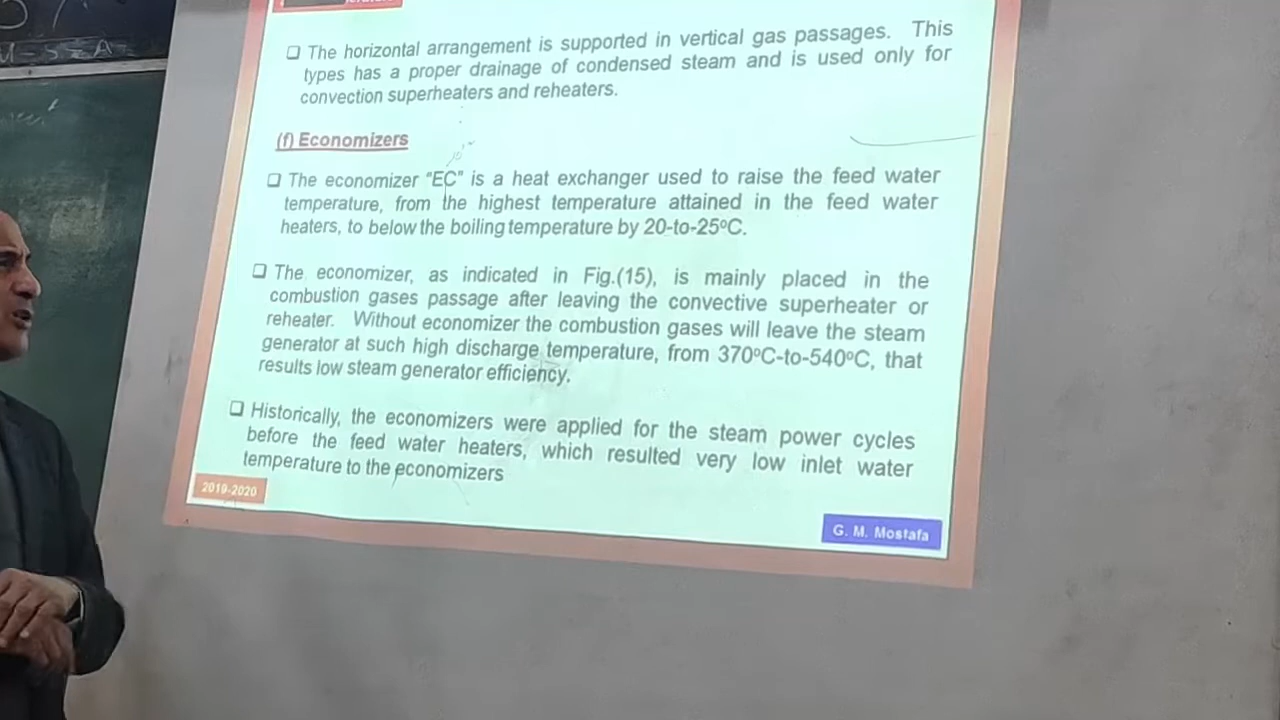 M-S-A
❑ The horizontal arrangement is supported in vertical gas passages. This
types has a proper drainage of condensed steam and is used only for
convection superheaters and reheaters.
(f) Economizers
❑ The economizer "EC" is a heat exchanger used to raise the feed water
temperature, from the highest temperature attained in the feed water
heaters, to below the boiling temperature by 20-to-25ºC.
❑ The economizer, as indicated in Fig.(15), is mainly placed in the
combustion gases passage after leaving the convective superheater or
reheater. Without economizer the combustion gases will leave the steam
generator at such high discharge temperature, from 370ºC-to-540ºC, that
results low steam generator efficiency.
❑ Historically, the economizers were applied for the steam power cycles
before the feed water heaters, which resulted very low inlet water
temperature to the economizers
2019-2020
G. M. Mostafa